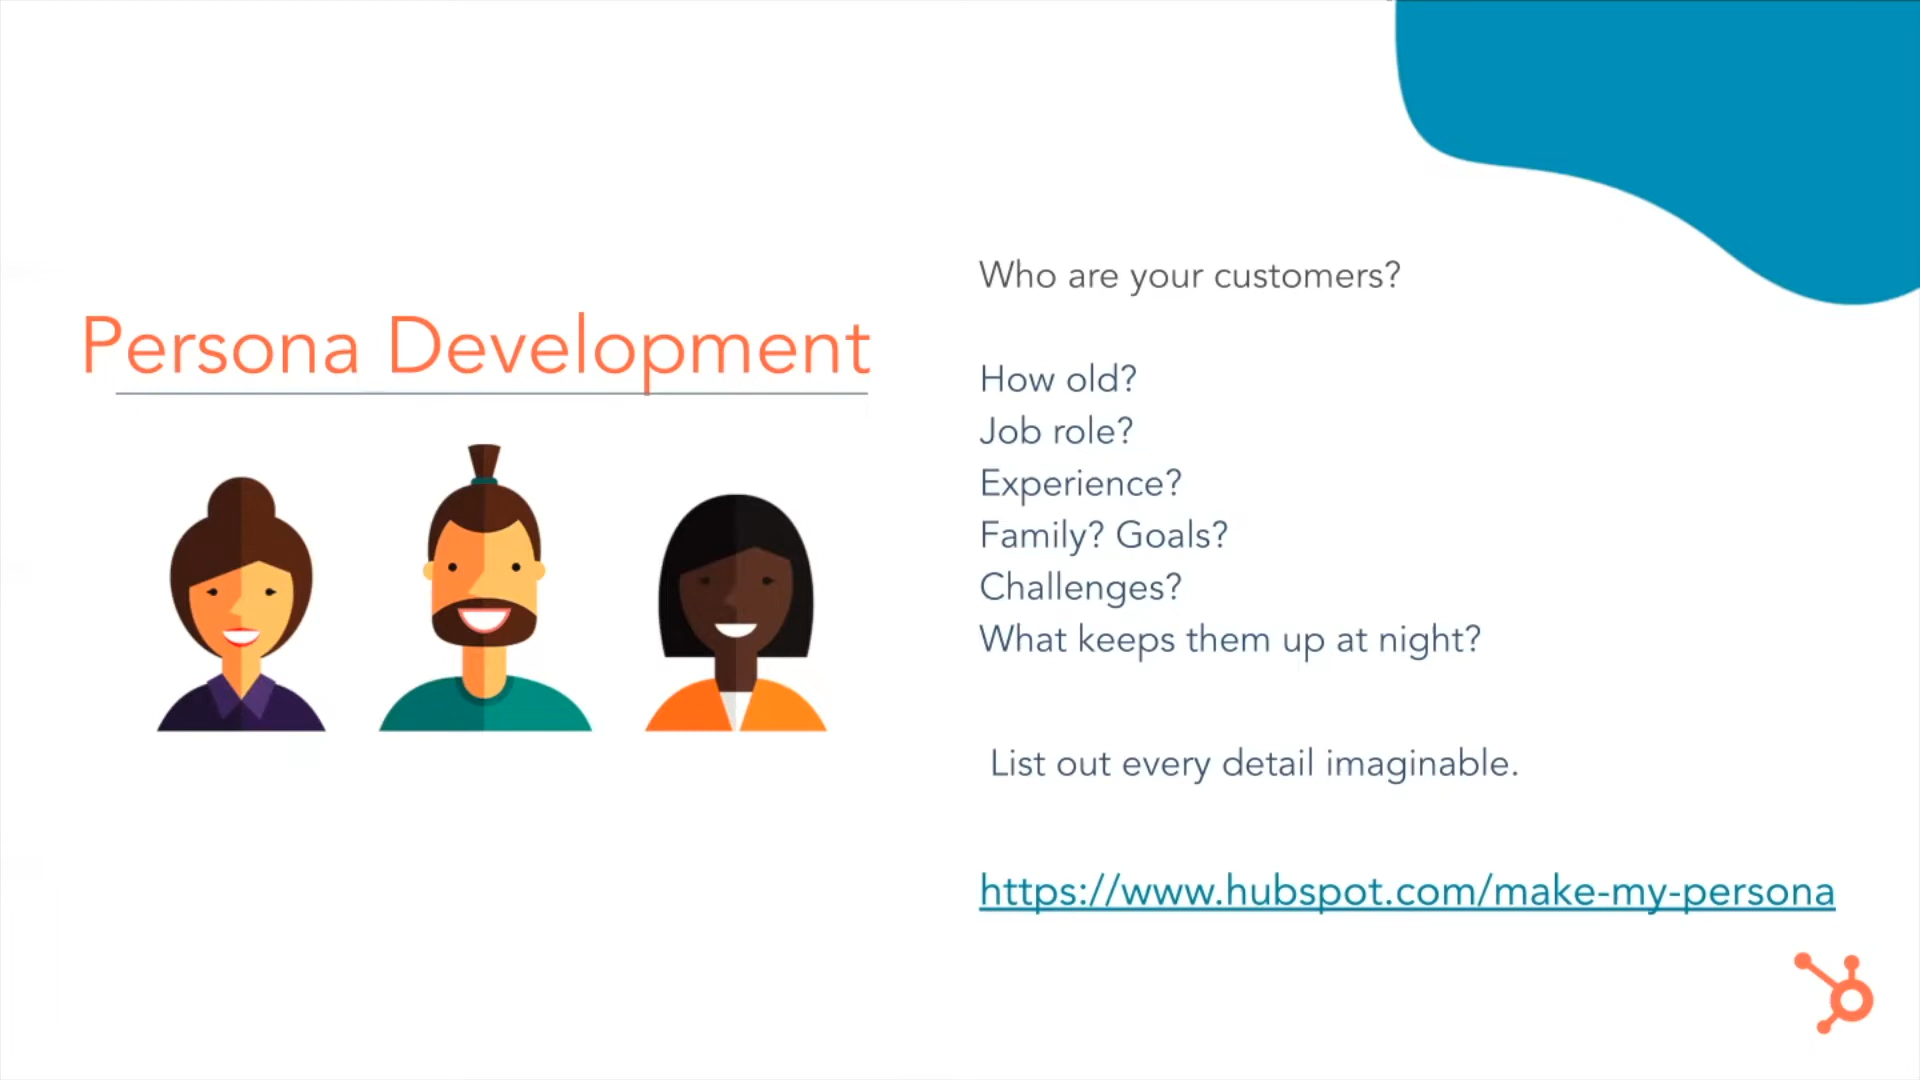 Persona Development
Who are your customers?
How old?
Job role?
Experience?
Family? Goals?
Challenges?
What keeps them up at night?
List out every detail imaginable.
https://www.hubspot.com/make-my-persona